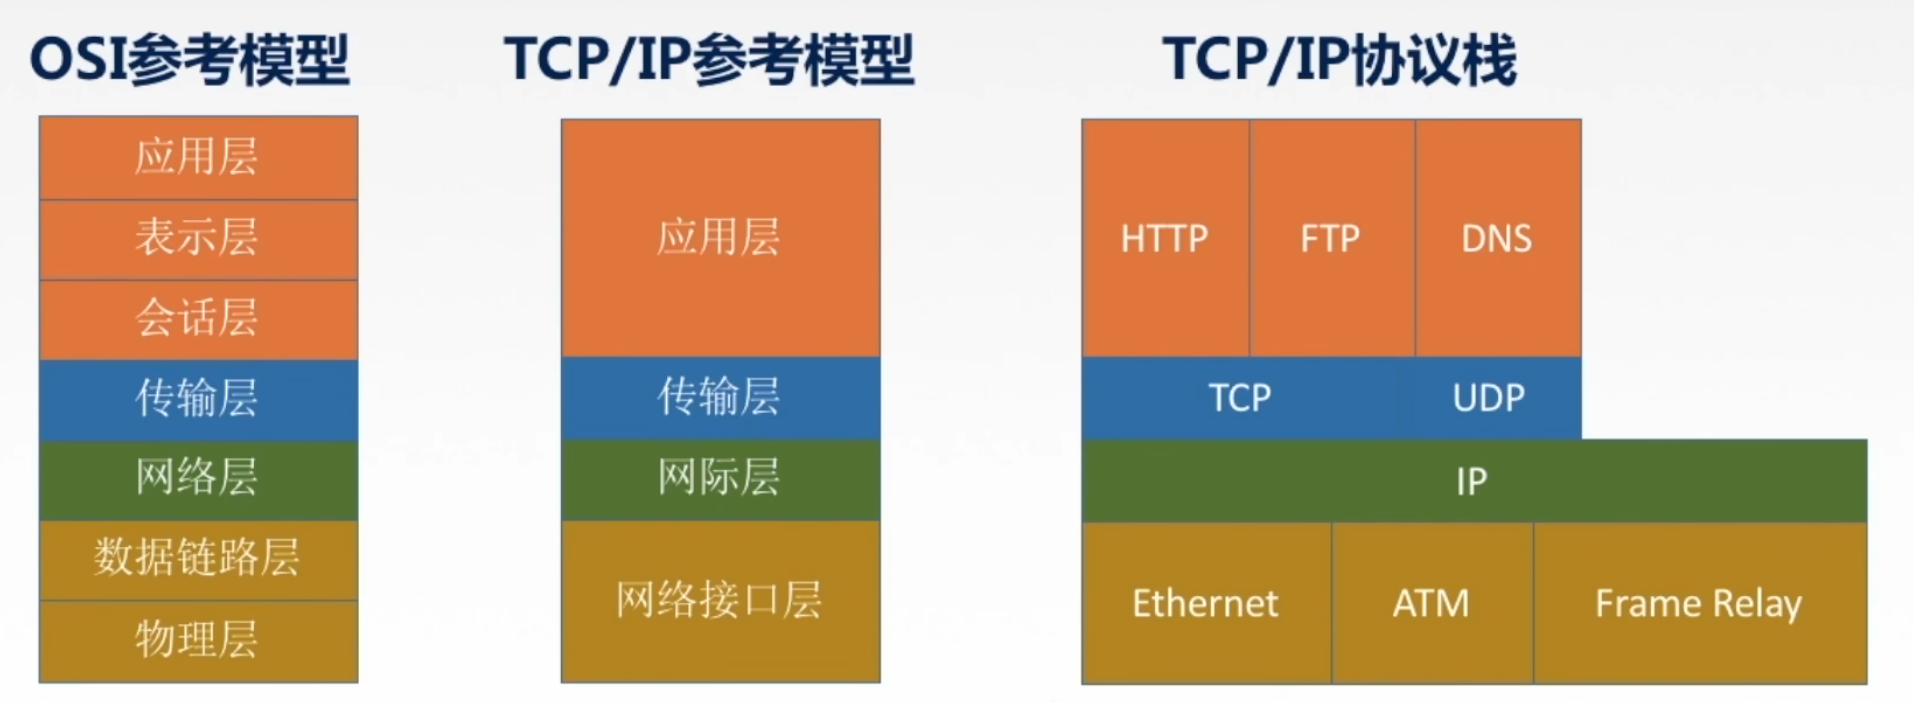 OSI参考模型
应用层
表示层
会话层
传输层
网络层
数据链路层
物理层
TCP/IP参考模型
应用层
传输层
网际层
网络接口层
TCP/IP协议栈
HTTP FTP DNS
TCP UDP
IP
Ethernet ATM Frame Relay